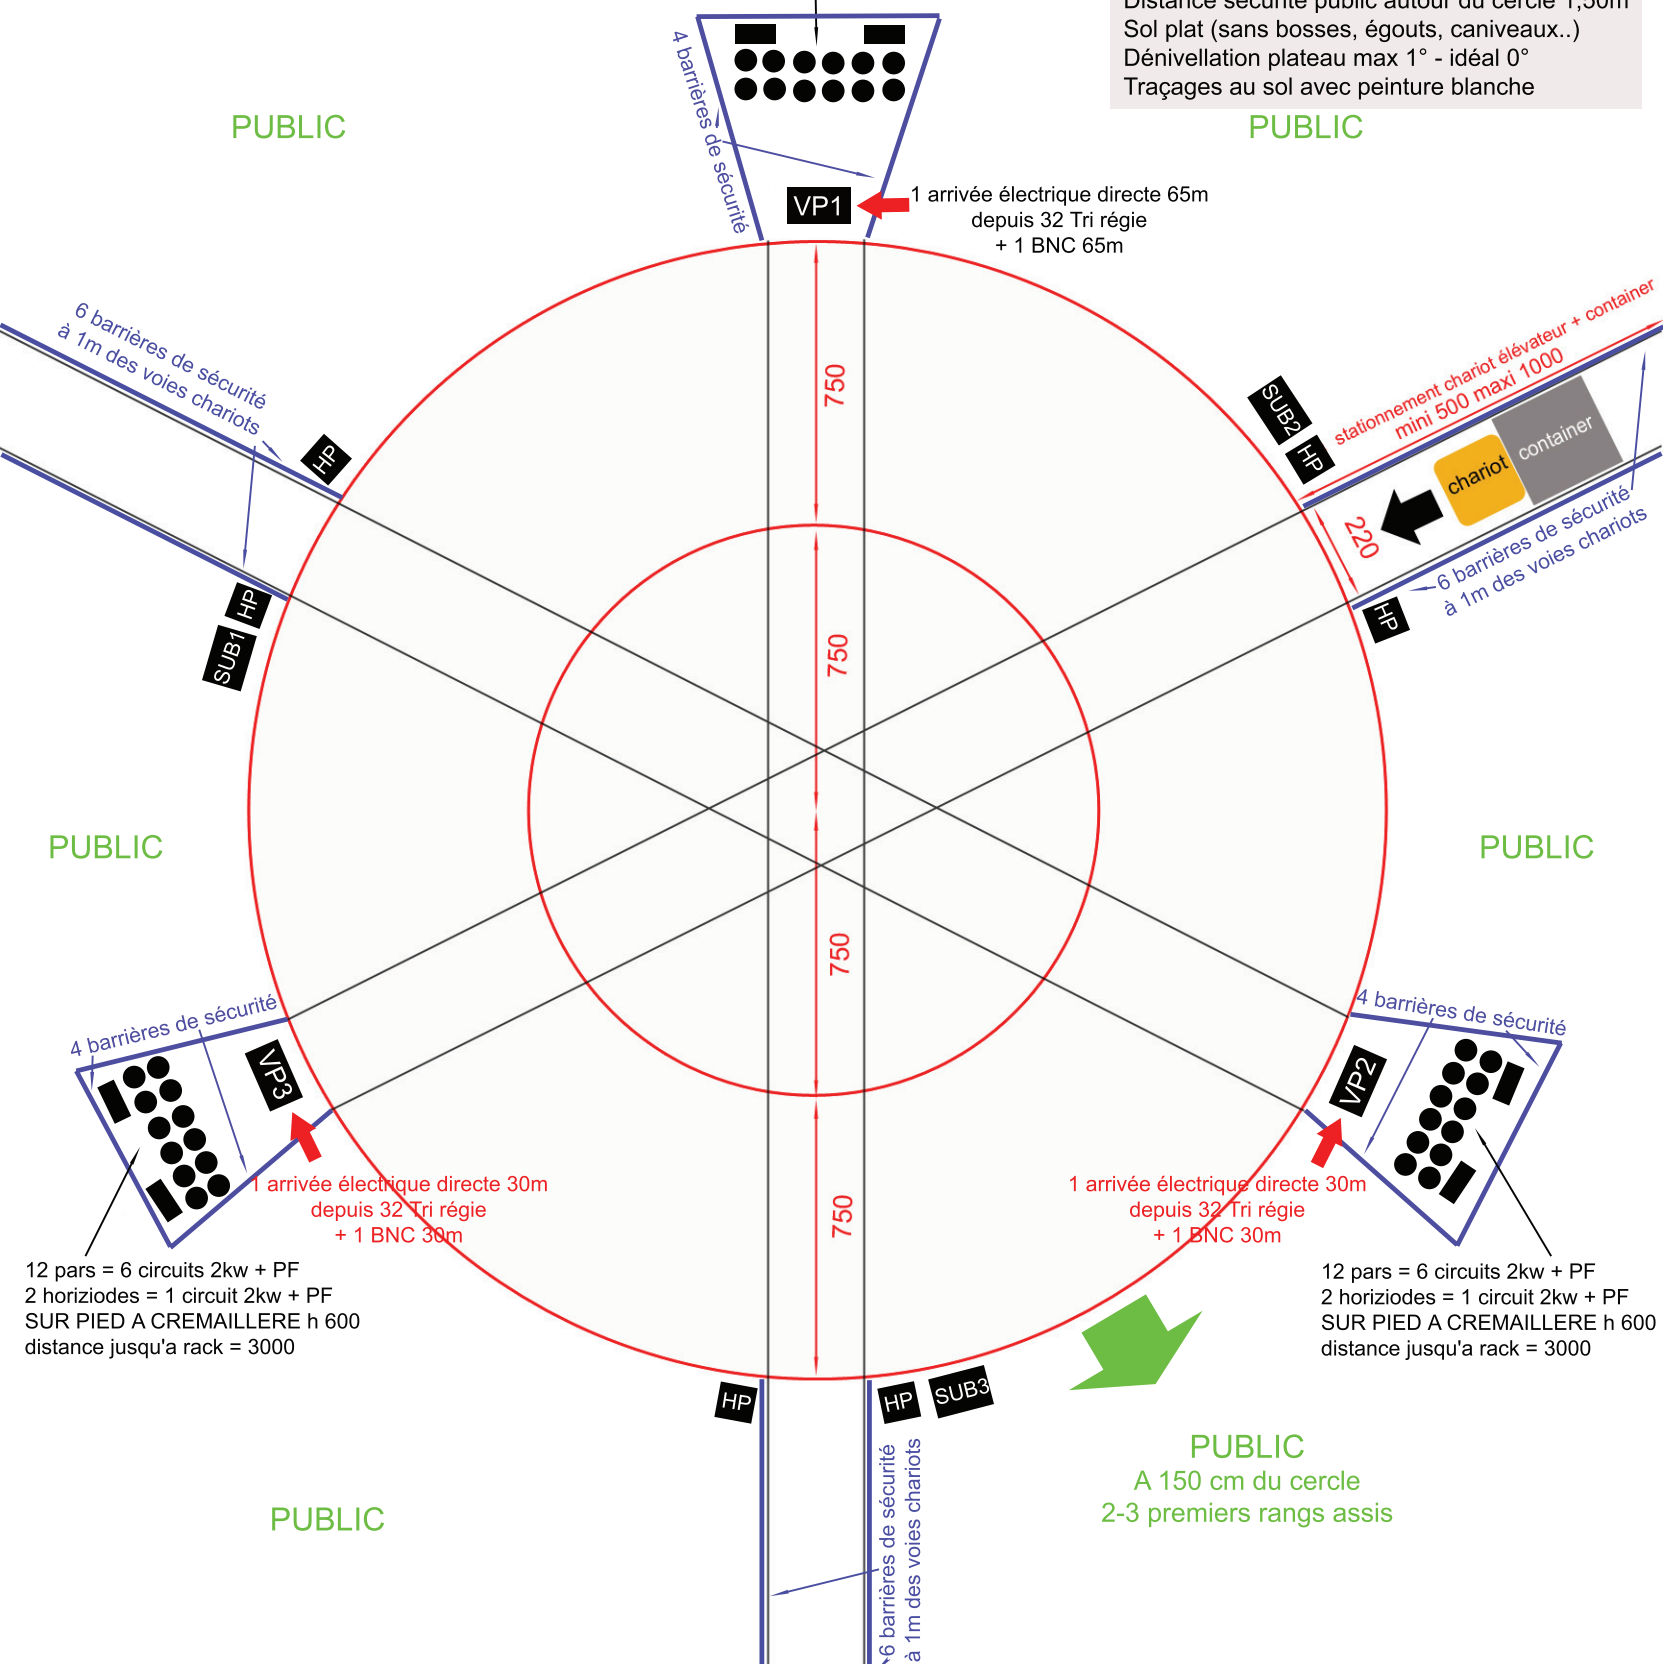 Distance sécurité public autour du cercle 1,50m
Sol plat (sans bosses, égouts, caniveaux..)
Dénivellation plateau max 1° - idéal 0°
Traçages au sol avec peinture blanche
PUBLIC
PUBLIC
4 barrières de sécurité
VP1
1 arrivée électrique directe 65m
depuis 32 Tri régie
+ 1 BNC 65m
6 barrières de sécurité
à 1m des voies chariots
HP
750
SUB2
HP
stationnement chariot élévateur + container
mini 500 maxi 1000
chariot
container
220
6 barrières de sécurité
à 1m des voies chariots
HP
HP
SUB1
750
PUBLIC
PUBLIC
750
4 barrières de sécurité
VP3
4 barrières de sécurité
VP2
1 arrivée électrique directe 30m
depuis 32 Tri régie
+ 1 BNC 30m
1 arrivée électrique directe 30m
depuis 32 Tri régie
+ 1 BNC 30m
750
12 pars = 6 circuits 2kw + PF
2 horiziodes = 1 circuit 2kw + PF
SUR PIED A CREMAILLERE h 600
distance jusqu'a rack = 3000
12 pars = 6 circuits 2kw + PF
2 horiziodes = 1 circuit 2kw + PF
SUR PIED A CREMAILLERE h 600
distance jusqu'a rack = 3000
HP
HP
SUB3
PUBLIC
A 150 cm du cercle
2-3 premiers rangs assis
PUBLIC
6 barrières de sécurité
à 1m des voies chariots